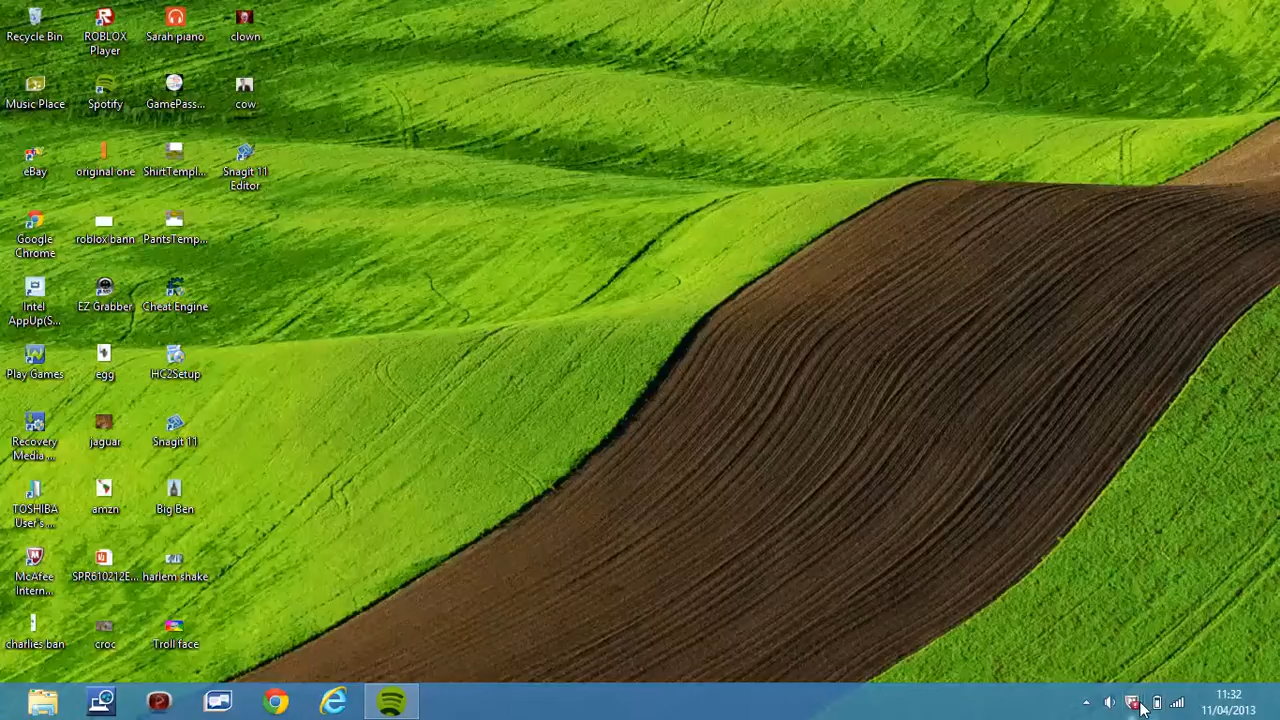 Recycle Bin
ROBLOX
Player
Sarah piano
clown
Music Place
Spotify
GamePass...
cow
eBay
original one
ShirtTempl...
Snagit 11
Editor
Google
Chrome
roblox bann
PantsTemp...
Intel
AppUp(S...
EZ Grabber
Cheat Engine
Play Games
egg
HC2Setup
Recovery
Media ...
jaguar
Snagit 11
TOSHIBA
User's ...
amzn
Big Ben
McAfee
Intern...
SPR610212E...
harlem shake
charlies ban
croc
Troll face
11:32
11/04/2013